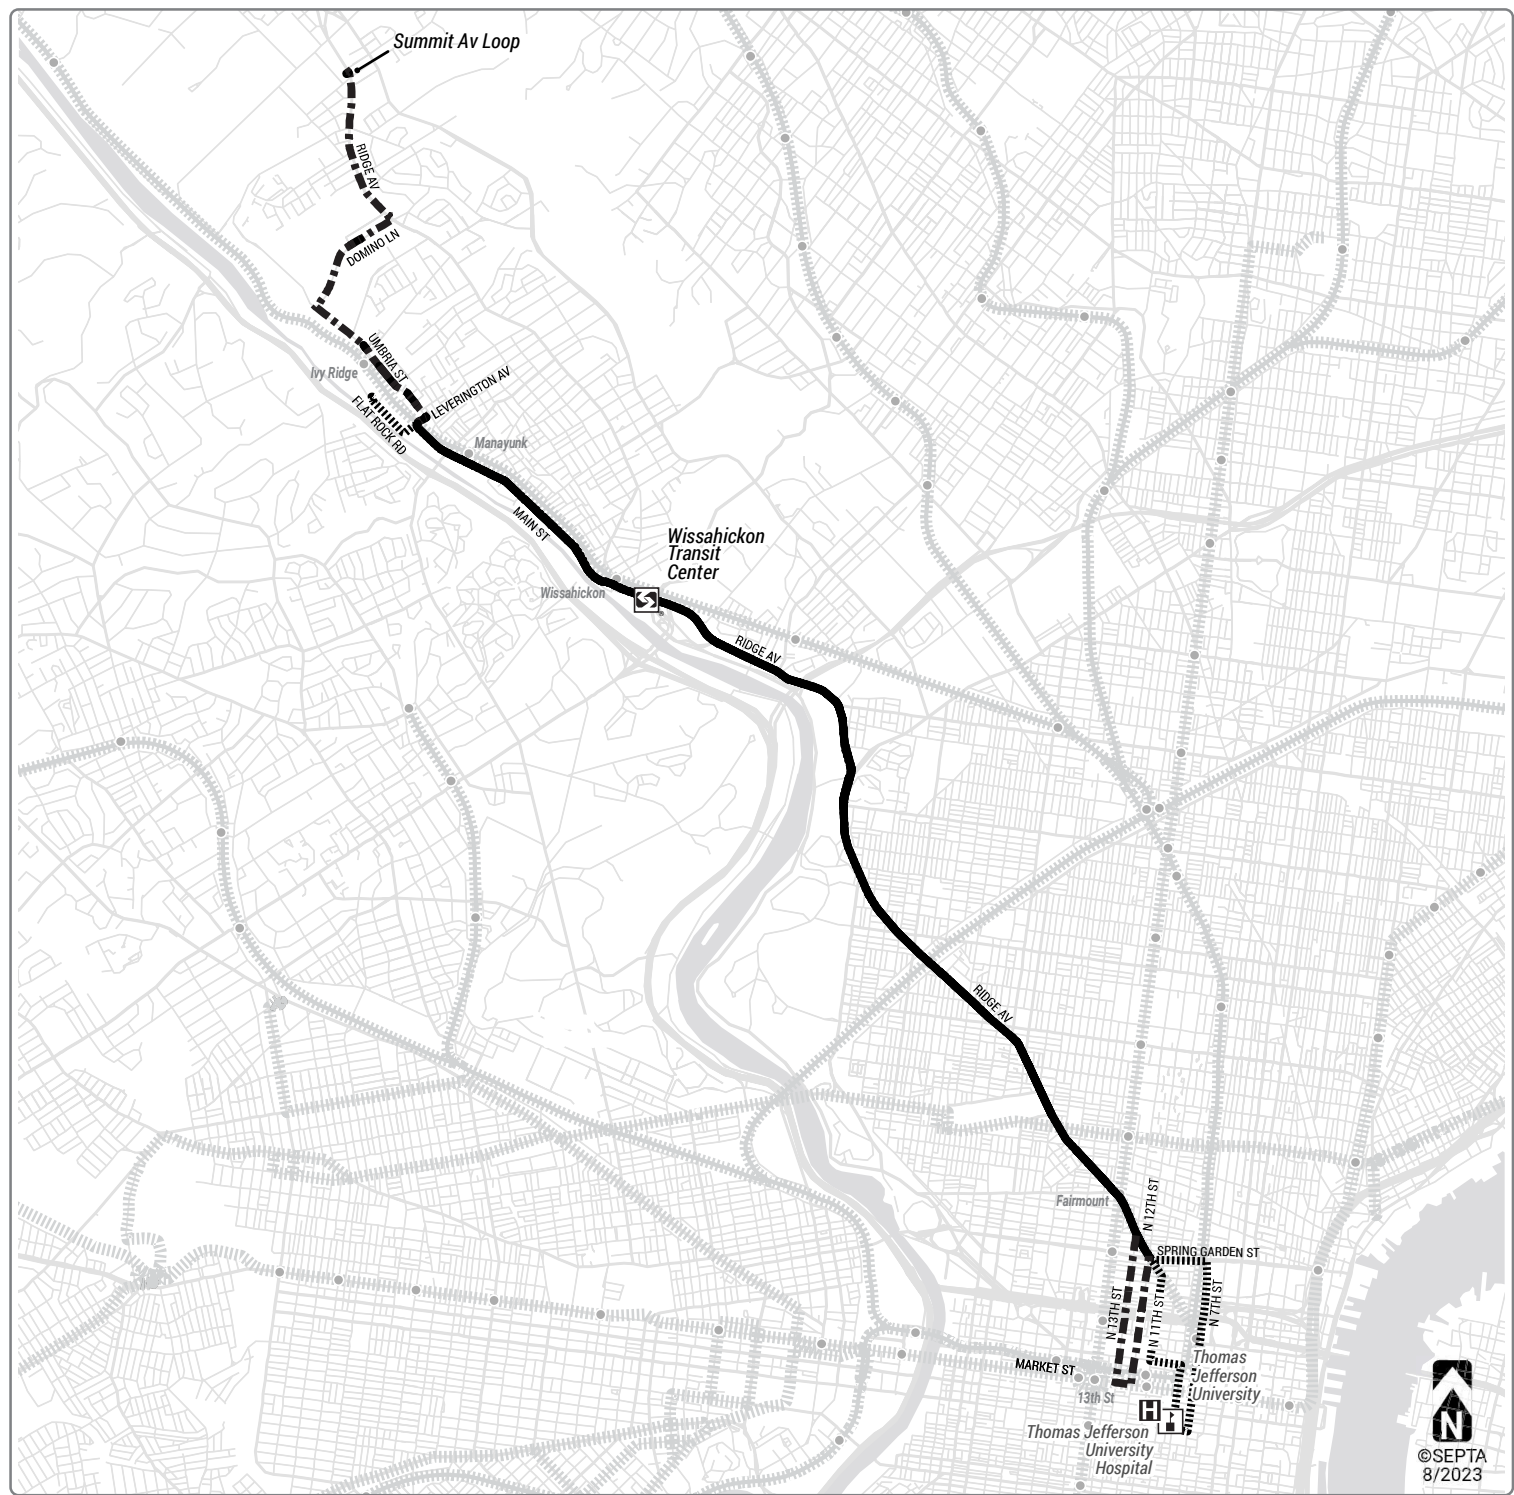 Summit Av Loop
RIDGE AV
DOMINO LN
UMBRIA ST
Ivy Ridge
LEVERINGTON AV
FLAT ROCK RD
Manayunk
MAIN ST
Wissahickon
Transit
Center
Wissahickon
RIDGE AV
RIDGE AV
Fairmount
N 12TH ST
SPRING GARDEN ST
N 13TH ST
N 11TH ST
N 7TH ST
MARKET ST
13th St
Thomas
Jefferson
University
H
Thomas Jefferson
University
Hospital
N
©SEPTA
8/2023